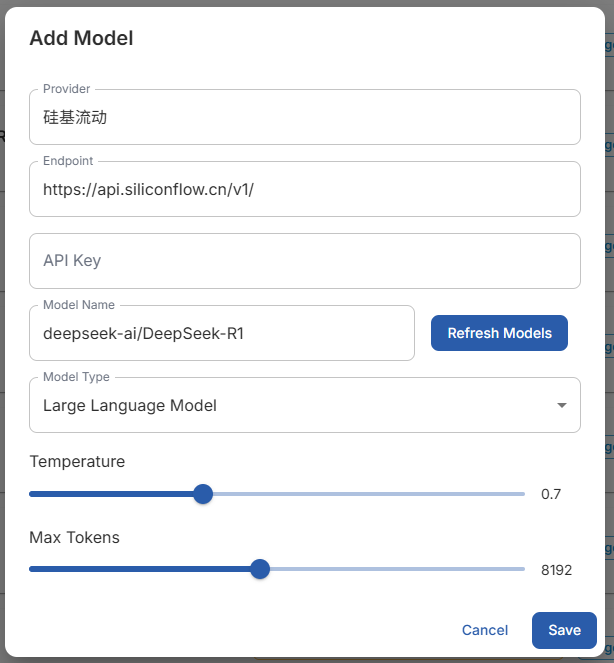 Add Model
Provider
硅基流动
Endpoint
https://api.siliconflow.cn/v1/
API Key
Model Name
deepseek-ai/DeepSeek-R1
Refresh Models
Model Type
Large Language Model
Temperature
0.7
Max Tokens
8192
Cancel
Save